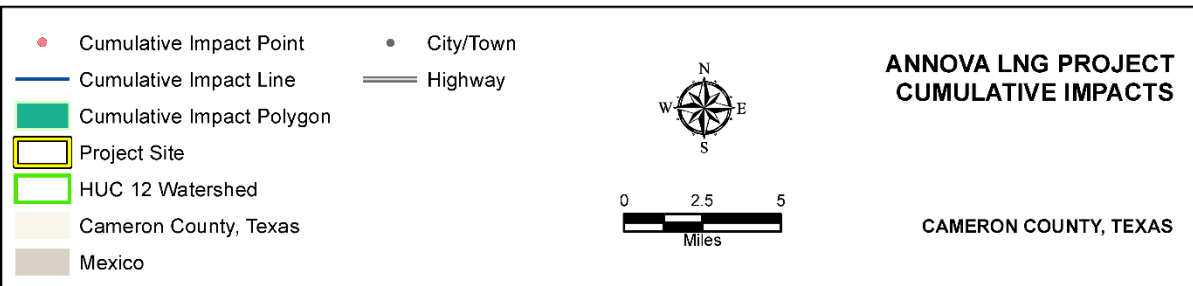 Cumulative Impact Point
Cumulative Impact Line
Cumulative Impact Polygon
Project Site
HUC 12 Watershed
Cameron County, Texas
Mexico
City/Town
Highway
N
W E
S
0 2.5 5
Miles
ANNOVA LNG PROJECT
CUMULATIVE IMPACTS
CAMERON COUNTY, TEXAS